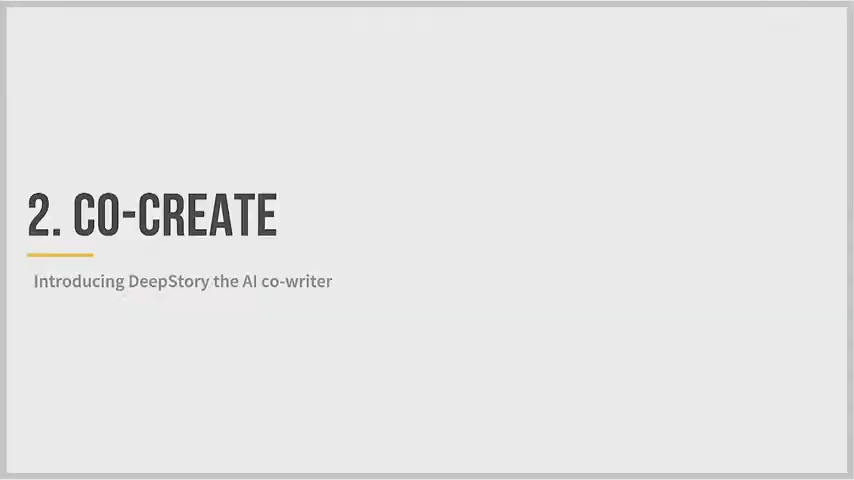 2. CO-CREATE
Introducing DeepStory the AI co-writer